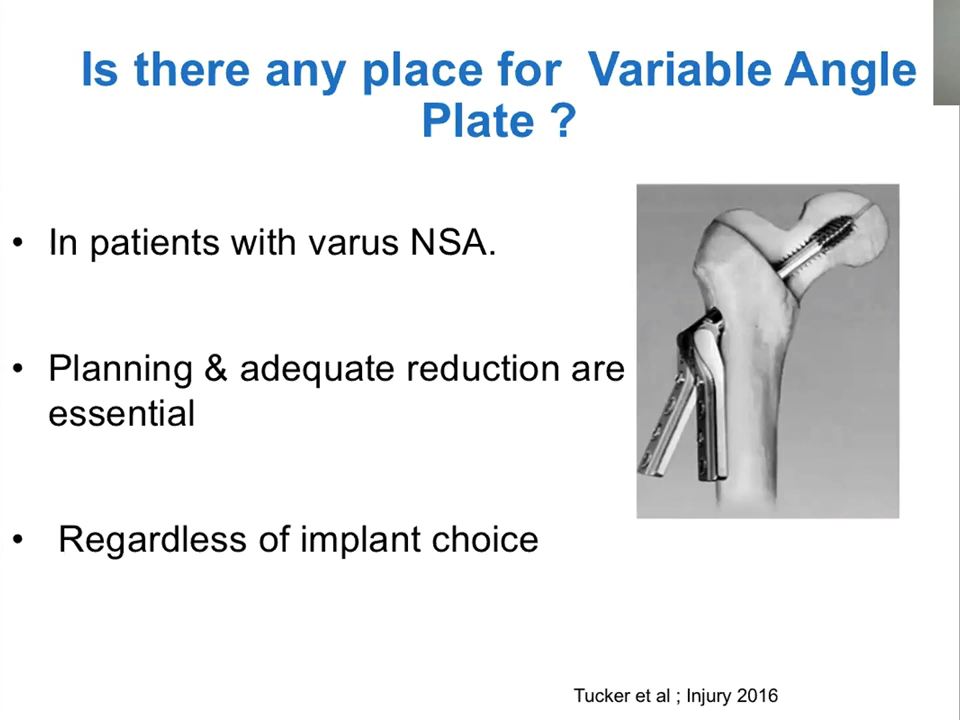 Is there any place for Variable Angle
Plate ?
• In patients with varus NSA.
• Planning & adequate reduction are
essential
• Regardless of implant choice
Tucker et al ; Injury 2016